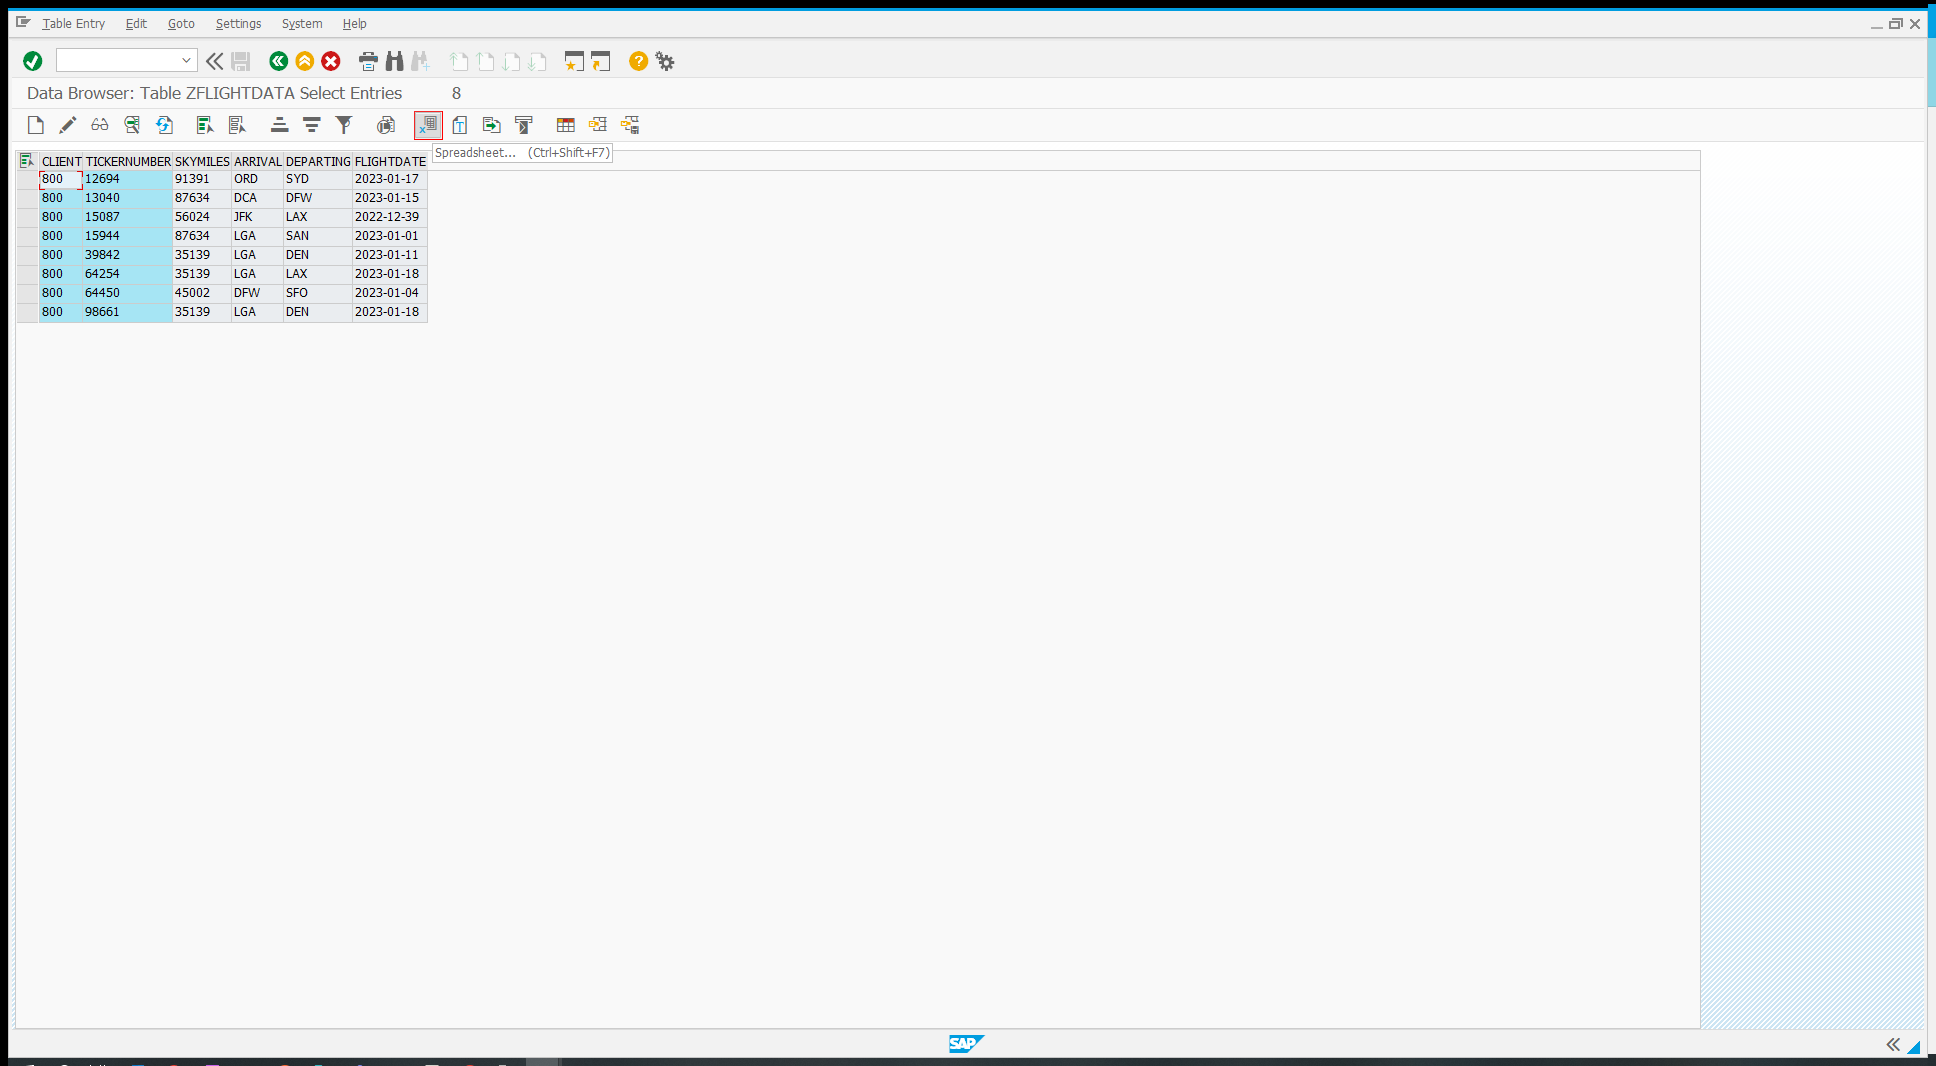 Table Entry Edit Goto Settings System Help
Data Browser: Table ZFLIGHTDATA Select Entries 8
Spreadsheet... (Ctrl+Shift+F7)
CLIENT TICKERNUMBER SKYMILES ARRIVAL DEPARTING FLIGHTDATE
800 12694 91391 ORD SYD 2023-01-17
800 13040 87634 DCA DFW 2023-01-15
800 15087 56024 JFK LAX 2022-12-39
800 15944 87634 LGA SAN 2023-01-01
800 39842 35139 LGA DEN 2023-01-11
800 64254 35139 LGA LAX 2023-01-18
800 64450 45002 DFW SFO 2023-01-04
800 98661 35139 LGA DEN 2023-01-18
SAP